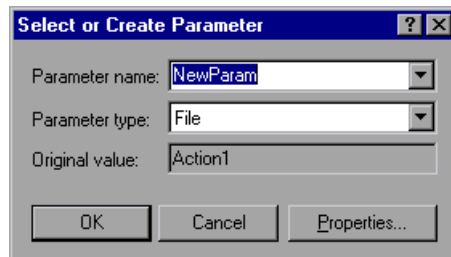 Select or Create Parameter
Parameter name: NewParam
Parameter type: File
Original value: Action1
OK Cancel Properties...